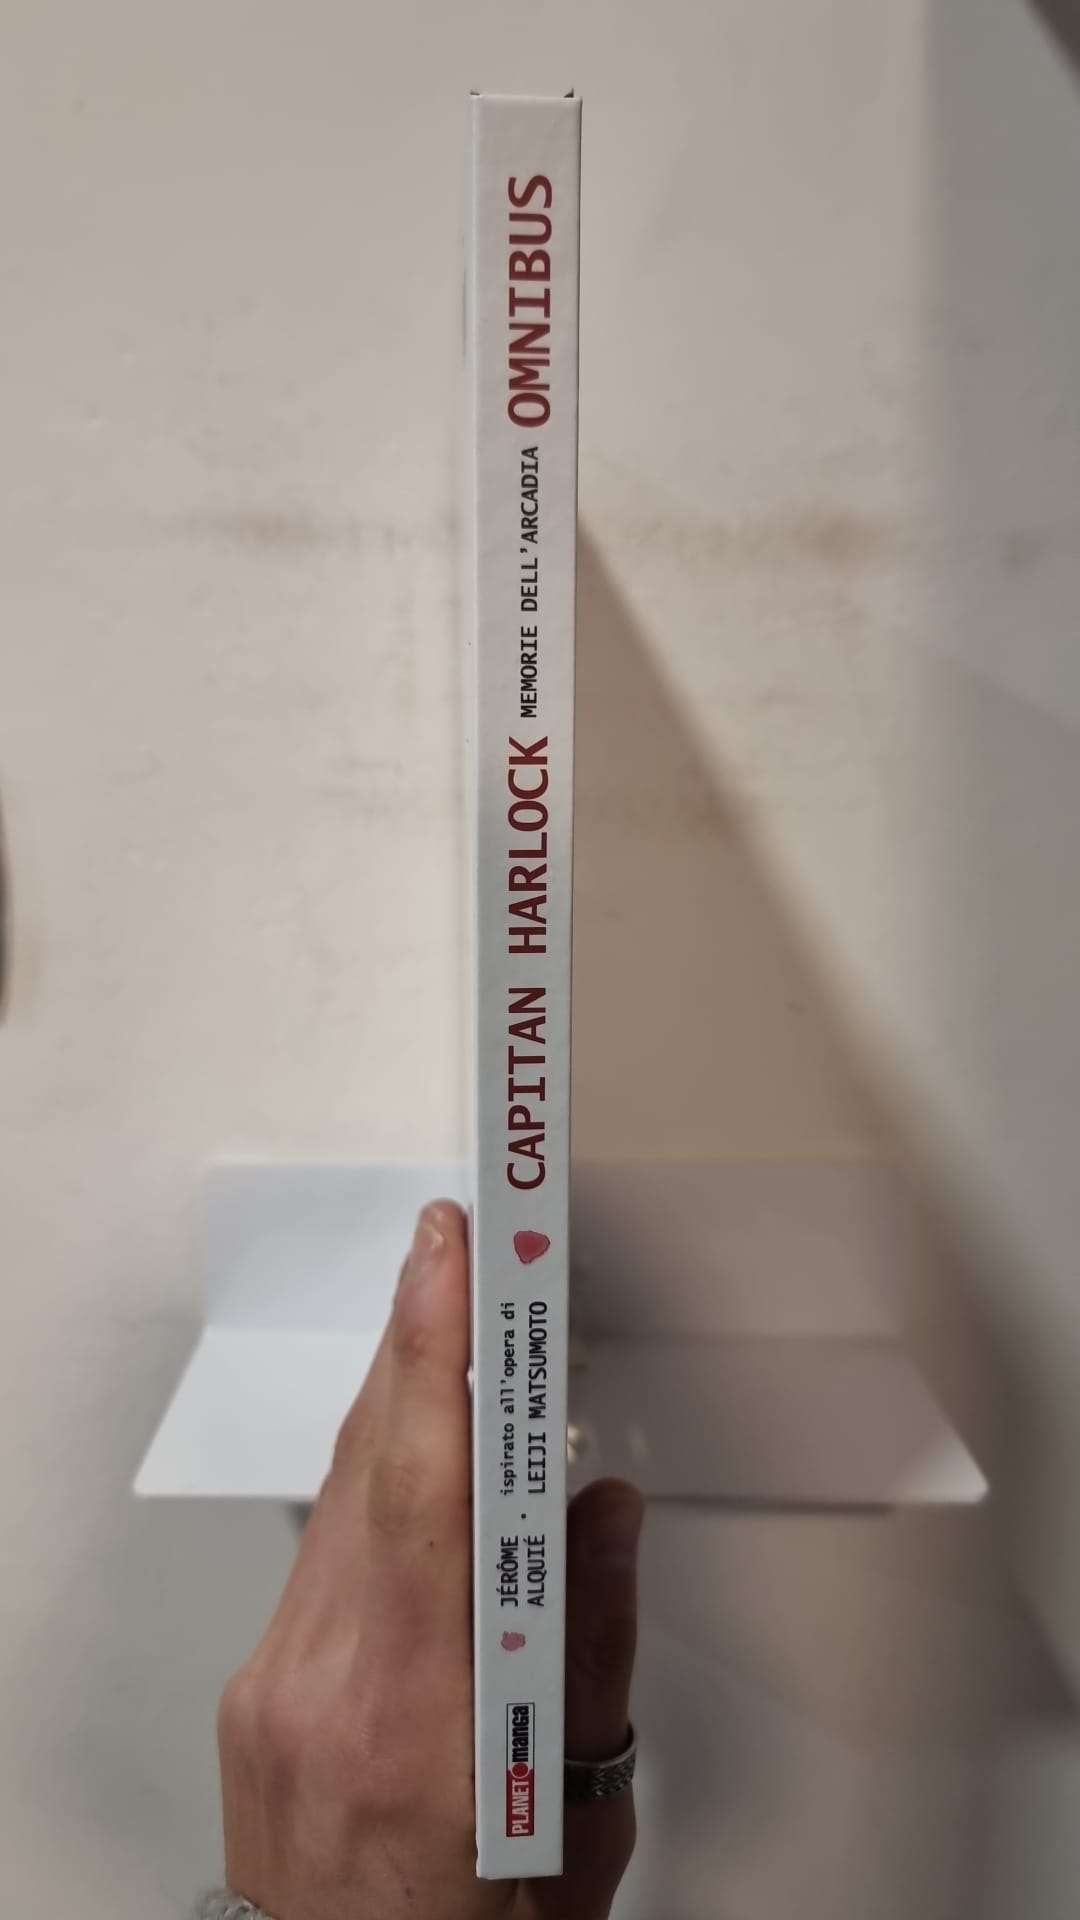 PLANET manga
JÉRÔME
ALQUIÉ
·
ispirato all'opera di
LEIJI MATSUMOTO
CAPITAN HARLOCK MEMORIE DELL'ARCADIA OMNIBUS